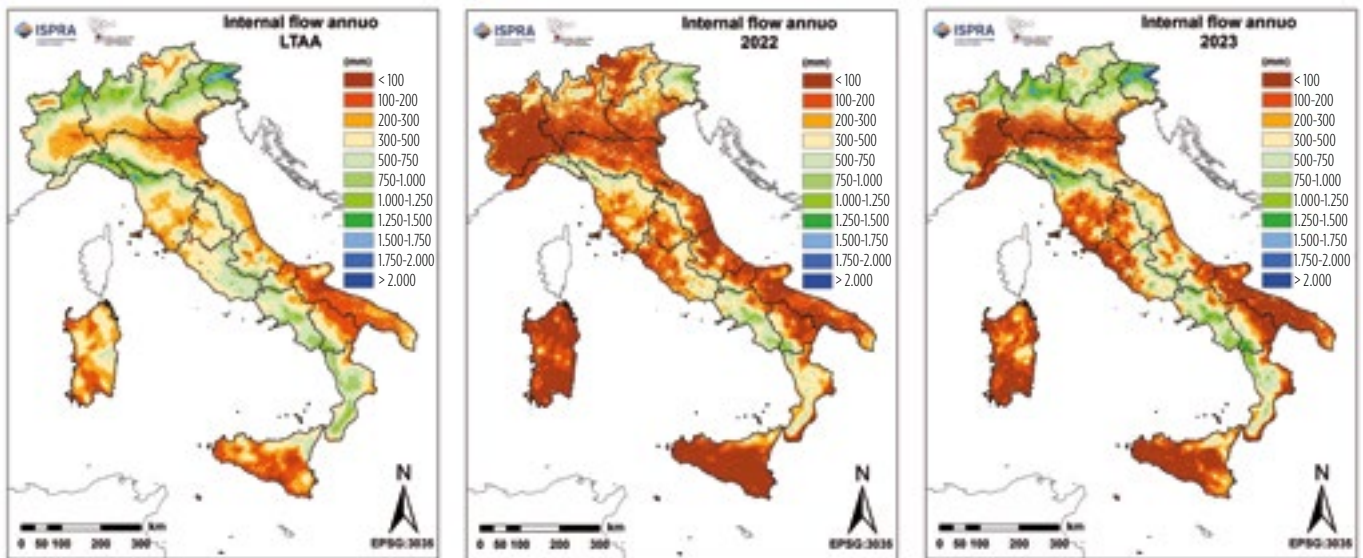 ISPRA
Internal flow annuo
LTAA
(mm)
< 100
100-200
200-300
300-500
500-750
750-1.000
1.000-1.250
1.250-1.500
1.500-1.750
1.750-2.000
> 2.000
N
km
0 50 100 200 300
EPSG:3035
ISPRA
Internal flow annuo
2022
(mm)
< 100
100-200
200-300
300-500
500-750
750-1.000
1.000-1.250
1.250-1.500
1.500-1.750
1.750-2.000
> 2.000
N
km
0 50 100 200 300
EPSG:3035
ISPRA
Internal flow annuo
2023
(mm)
< 100
100-200
200-300
300-500
500-750
750-1.000
1.000-1.250
1.250-1.500
1.500-1.750
1.750-2.000
> 2.000
N
km
0 50 100 200 300
EPSG:3035